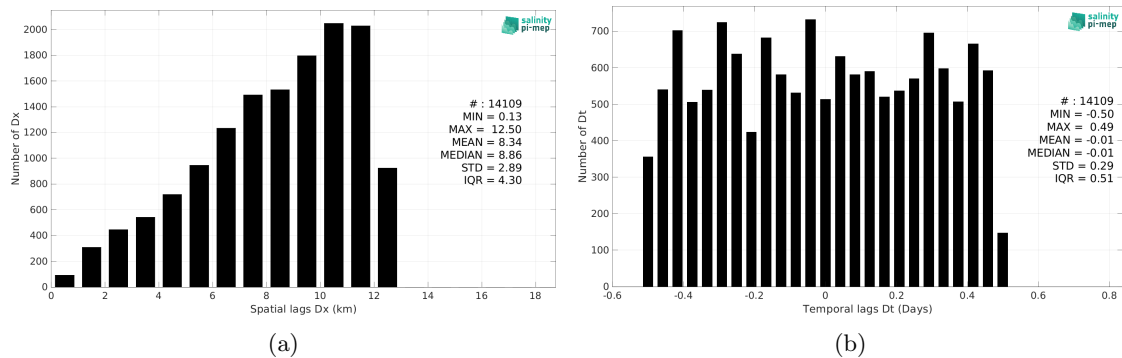 salinity
pi-mep
2000
1800
1600
1400
1200
1000
800
600
400
200
0
Number of Dx
# : 14109
MIN = 0.13
MAX = 12.50
MEAN = 8.34
MEDIAN = 8.86
STD = 2.89
IQR = 4.30
0 2 4 6 8 10 12 14 16 18
Spatial lags Dx (km)
(a)
salinity
pi-mep
700
600
500
400
300
200
100
0
Number of Dt
# : 14109
MIN = -0.50
MAX = 0.49
MEAN = -0.01
MEDIAN = -0.01
STD = 0.29
IQR = 0.51
-0.6 -0.4 -0.2 0 0.2 0.4 0.6 0.8
Temporal lags Dt (Days)
(b)